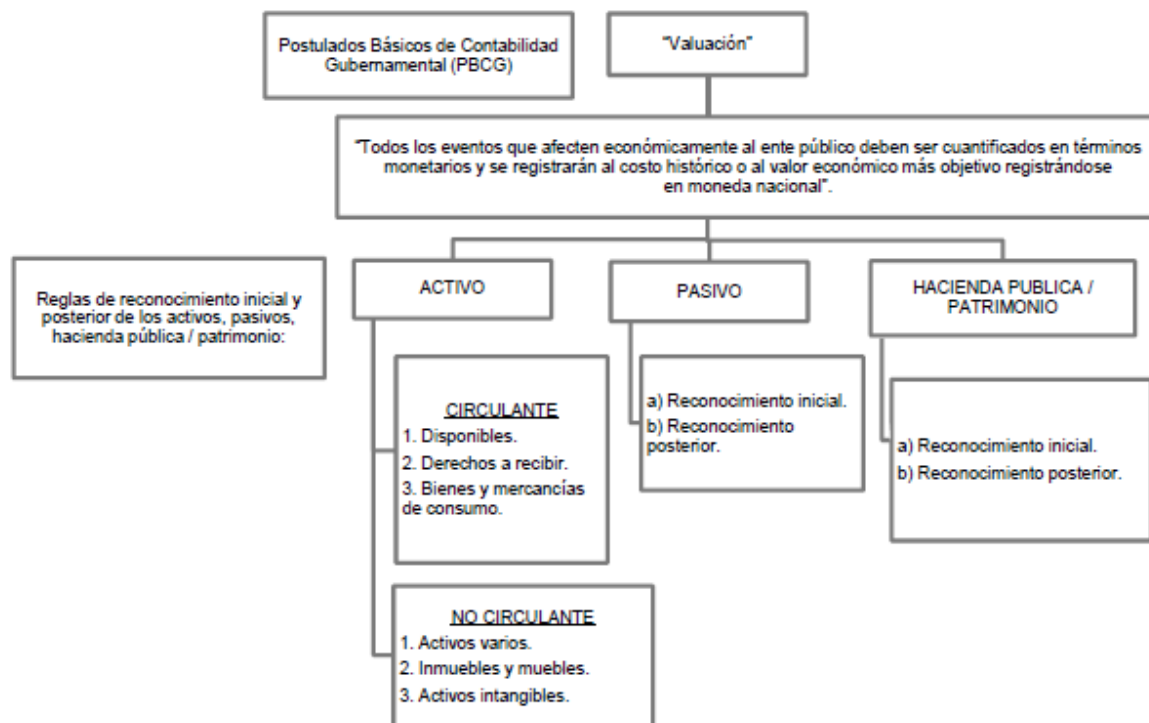 Postulados Básicos de Contabilidad
Gubernamental (PBCG)
"Valuación"
"Todos los eventos que afecten económicamente al ente público deben ser cuantificados en términos
monetarios y se registrarán al costo histórico o al valor económico más objetivo registrándose
en moneda nacional".
Reglas de reconocimiento inicial y
posterior de los activos, pasivos,
hacienda pública / patrimonio:
ACTIVO
PASIVO
HACIENDA PUBLICA /
PATRIMONIO
CIRCULANTE
1. Disponibles.
2. Derechos a recibir.
3. Bienes y mercancías
de consumo.
a) Reconocimiento inicial.
b) Reconocimiento
posterior.
a) Reconocimiento inicial.
b) Reconocimiento posterior.
NO CIRCULANTE
1. Activos varios.
2. Inmuebles y muebles.
3. Activos intangibles.